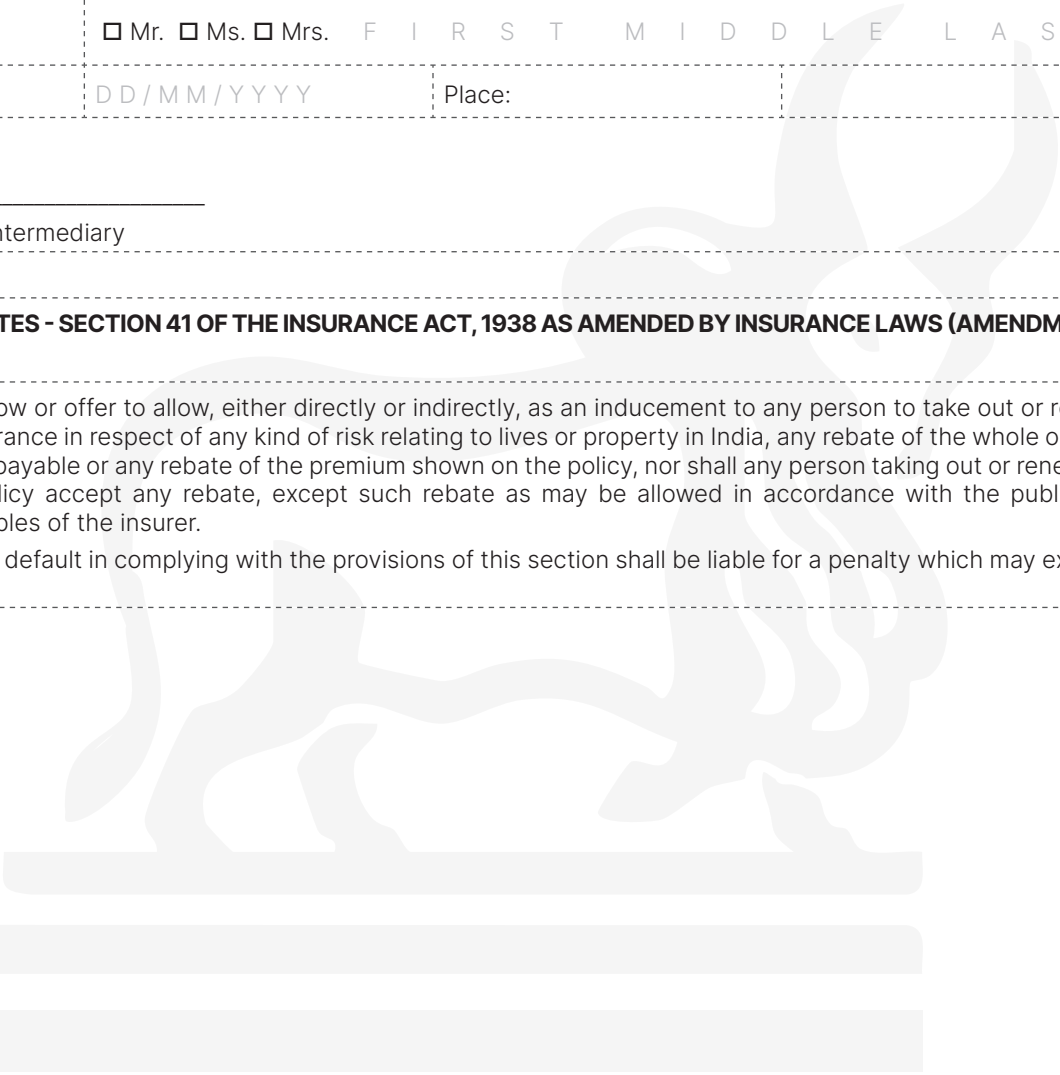 ☐ Mr. ☐ Ms. ☐ Mrs. F I R S T M I D D L E L A S
D D / M M / Y Y Y Y Place:
ntermediary
TES - SECTION 41 OF THE INSURANCE ACT, 1938 AS AMENDED BY INSURANCE LAWS (AMENDM
ow or offer to allow, either directly or indirectly, as an inducement to any person to take out or r
rance in respect of any kind of risk relating to lives or property in India, any rebate of the whole o
payable or any rebate of the premium shown on the policy, nor shall any person taking out or rene
licy accept any rebate, except such rebate as may be allowed in accordance with the publ
bles of the insurer.
default in complying with the provisions of this section shall be liable for a penalty which may ex